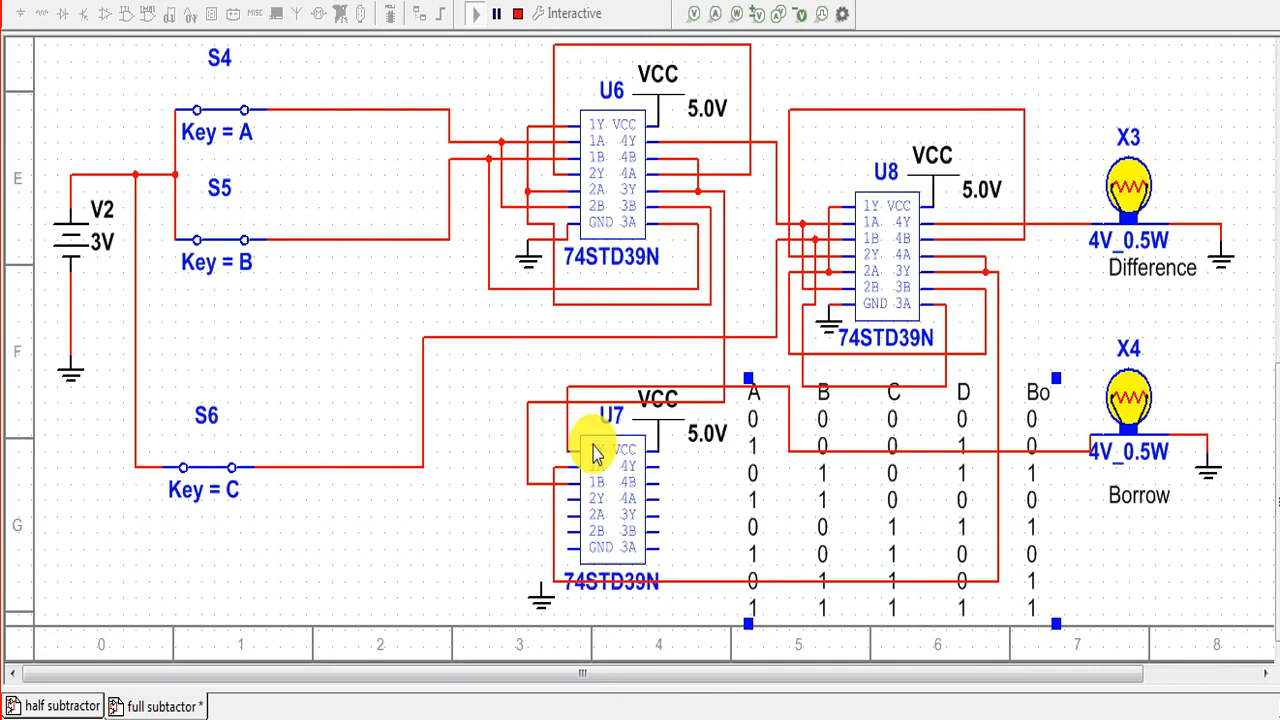 MISC
Interactive
S4
Key = A
S5
Key = B
V2
3V
S6
Key = C
U6
VCC
5.0V
1Y VCC
1A 4Y
1B 4B
2Y 4A
2A 3Y
2B 3B
GND 3A
74STD39N
U8
VCC
5.0V
1Y VCC
1A 4Y
1B 4B
2Y 4A
2A 3Y
2B 3B
GND 3A
74STD39N
X3
4V_0.5W
Difference
U7
VCC
5.0V
VCC
4Y
1B 4B
2Y 4A
2A 3Y
2B 3B
GND 3A
74STD39N
A B C D Bo
0 0 0 0 0
1 0 0 1 0
0 1 0 1 1
1 1 0 0 0
0 0 1 1 1
1 0 1 0 0
0 1 1 0 1
1 1 1 1 1
X4
4V_0.5W
Borrow
E
F
G
0 1 2 3 4 5 6 7 8
half subtractor
full subtactor *